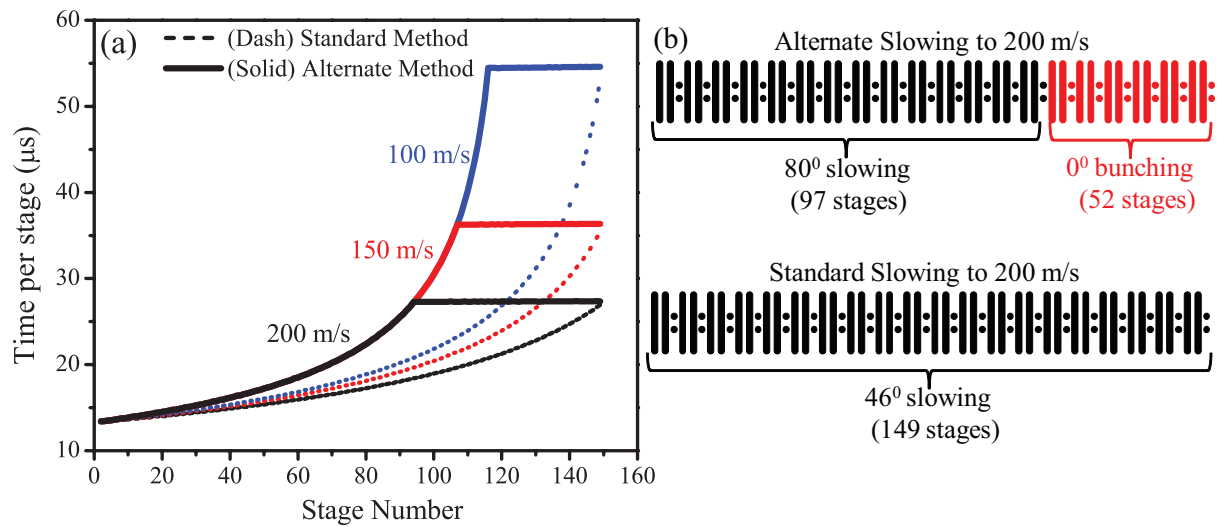 (a)
(Dash) Standard Method
(Solid) Alternate Method
60
50
40
30
20
10
Time per stage (µs)
100 m/s
150 m/s
200 m/s
0 20 40 60 80 100 120 140 160
Stage Number
(b)
Alternate Slowing to 200 m/s
80⁰ slowing
(97 stages)
0⁰ bunching
(52 stages)
Standard Slowing to 200 m/s
46⁰ slowing
(149 stages)